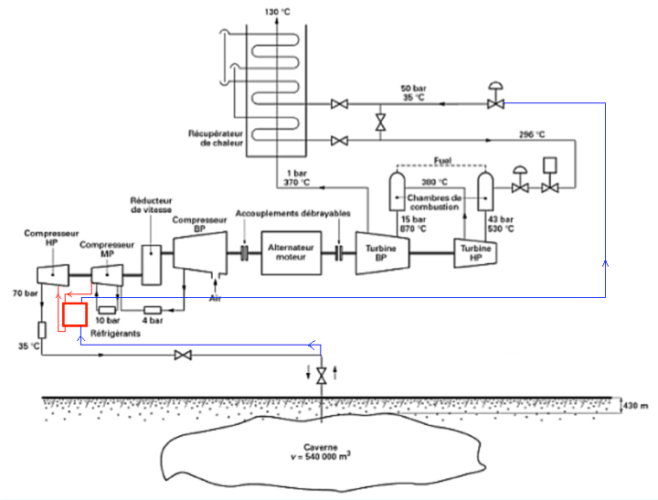 130 °C
50 bar
35 °C
Récupérateur
de chaleur
296 °C
Fuel
1 bar
370 °C
380 °C
Chambres de
combustion
Réducteur
de vitesse
Compresseur
BP
Accouplements débrayables
15 bar
870 °C
43 bar
530 °C
Compresseur
HP
Compresseur
MP
Alternateur
moteur
Turbine
BP
Turbine
HP
Air
70 bar
10 bar
4 bar
Réfrigérants
35 °C
430 m
Caverne
v = 540 000 m³